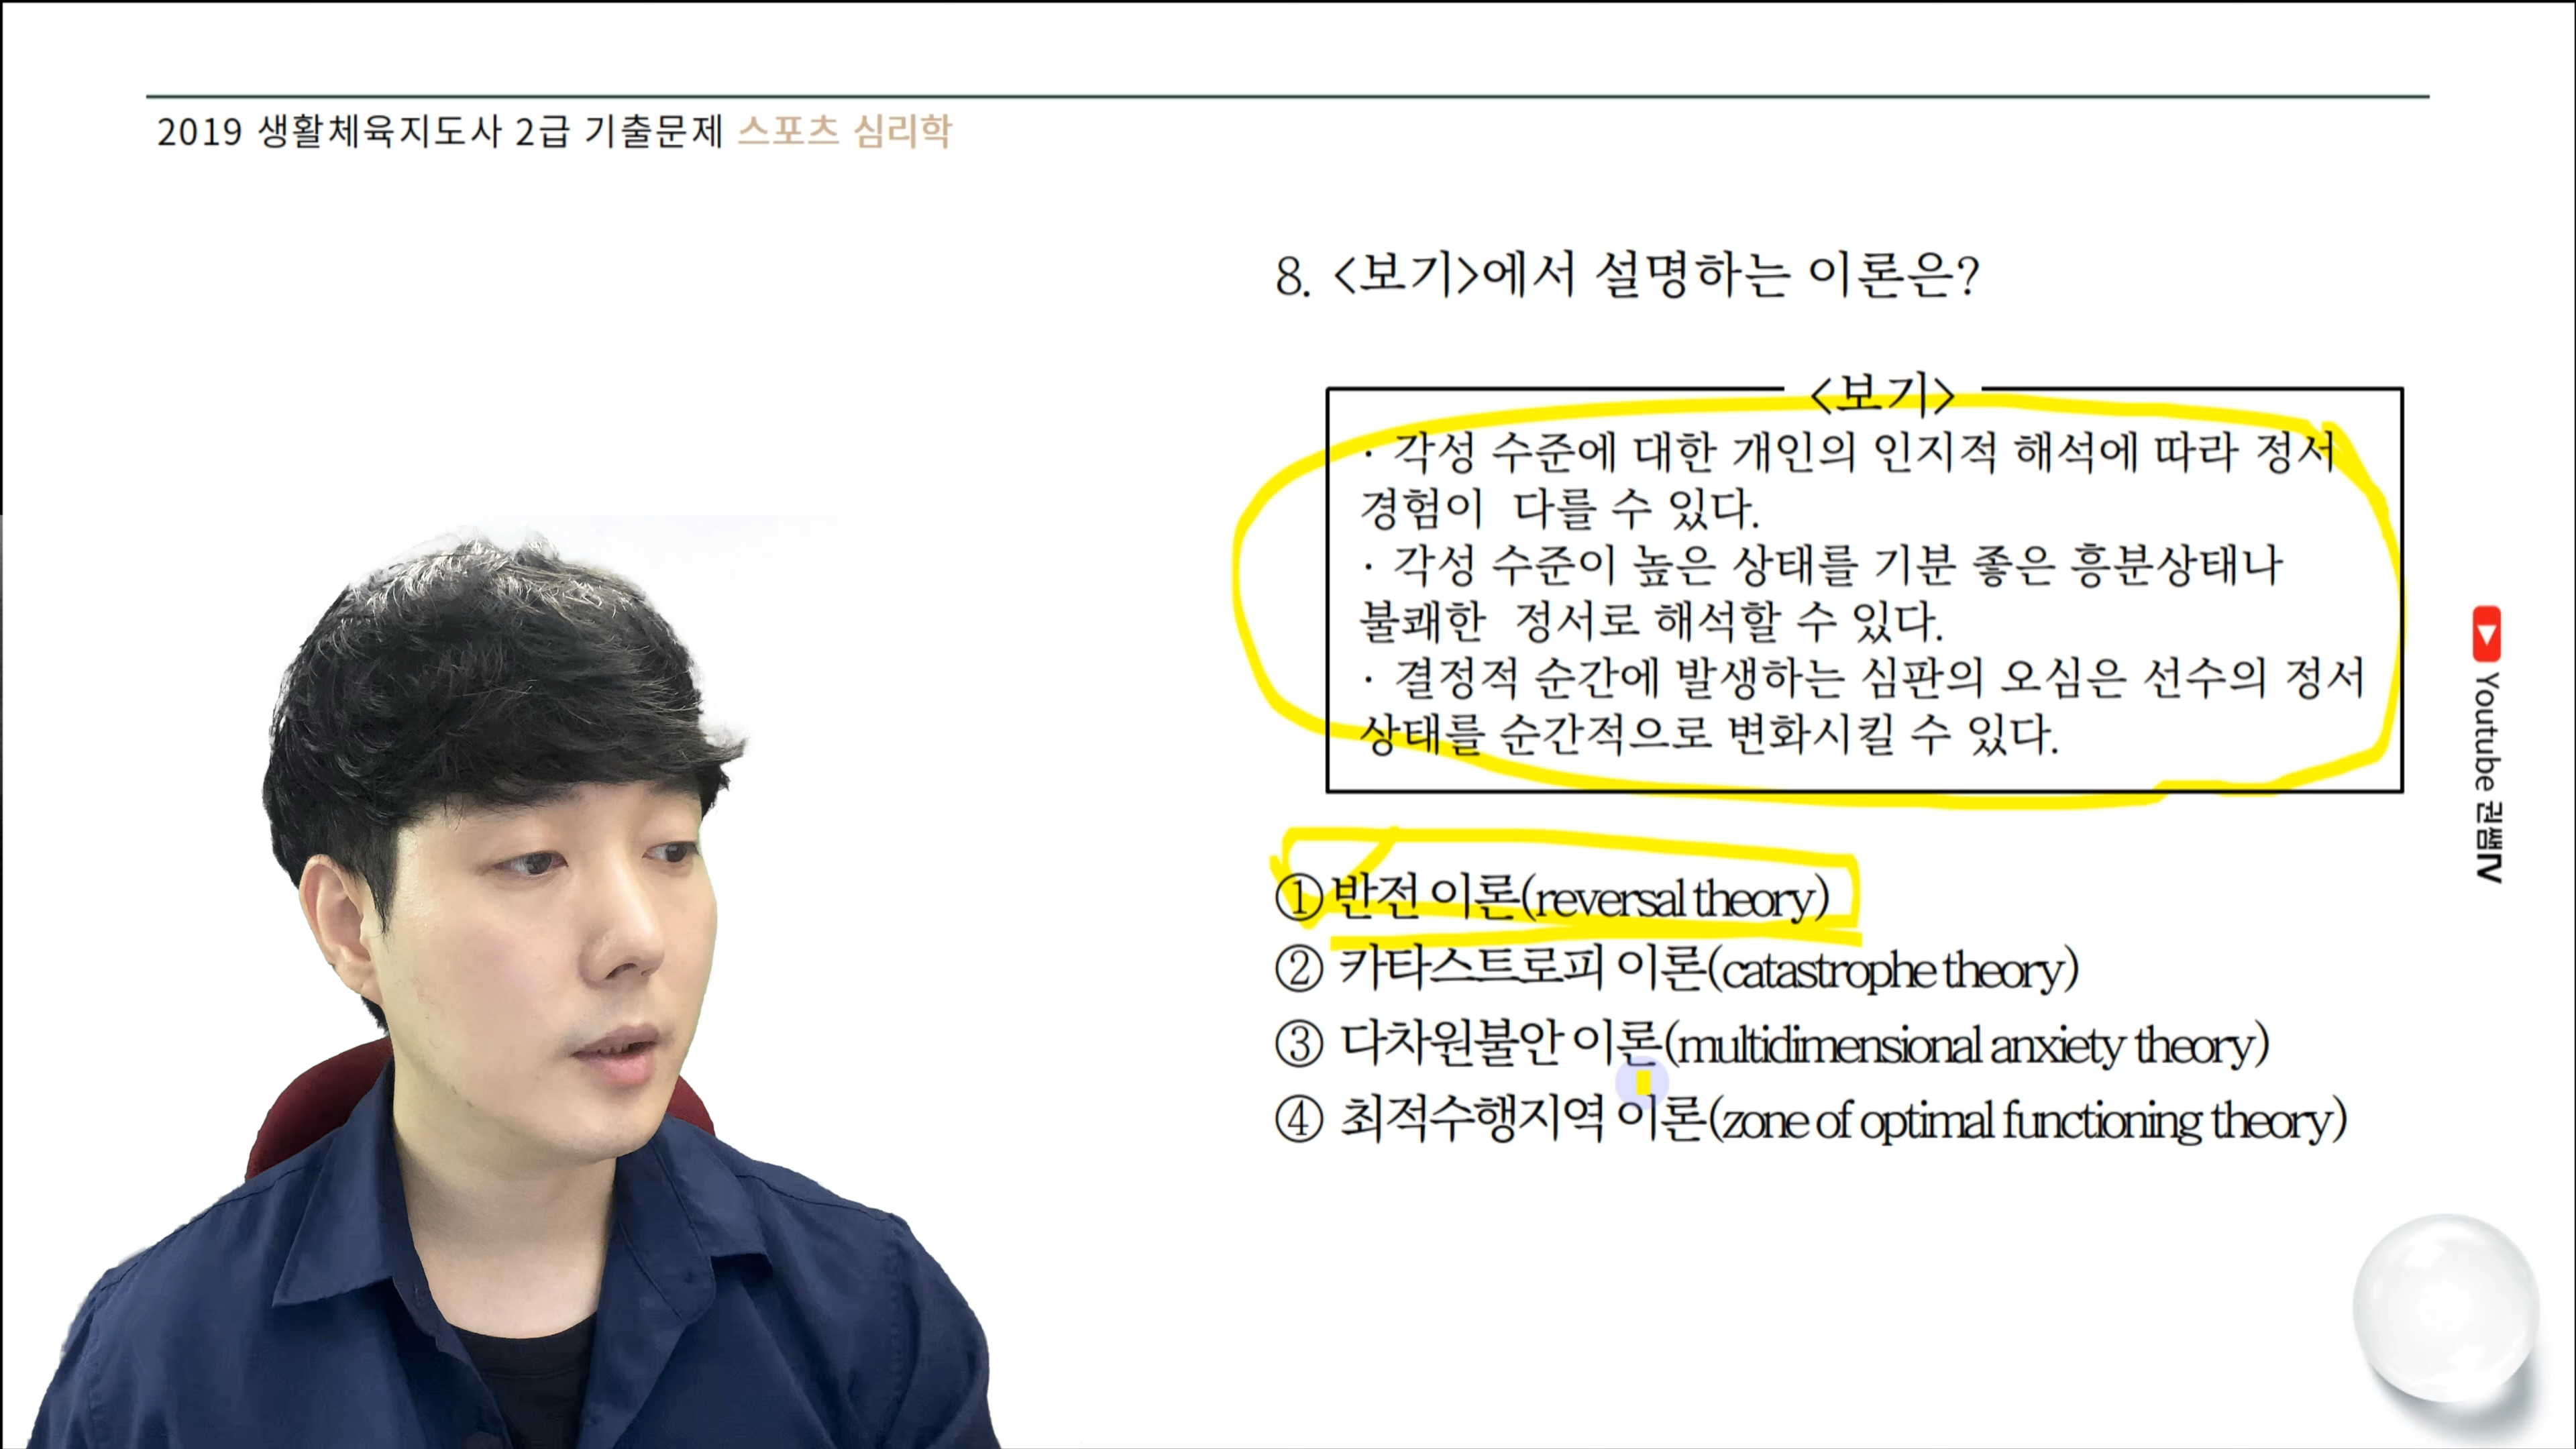 2019 생활체육지도사 2급 기출문제 스포츠 심리학
8. <보기>에서 설명하는 이론은?
<보기>
· 각성 수준에 대한 개인의 인지적 해석에 따라 정서
경험이 다를 수 있다.
· 각성 수준이 높은 상태를 기분 좋은 흥분상태나
불쾌한 정서로 해석할 수 있다.
· 결정적 순간에 발생하는 심판의 오심은 선수의 정서
상태를 순간적으로 변화시킬 수 있다.
① 반전 이론(reversal theory)
② 카타스트로피 이론(catastrophe theory)
③ 다차원불안 이론(multidimensional anxiety theory)
④ 최적수행지역 이론(zone of optimal functioning theory)
Youtube 권쌤TV